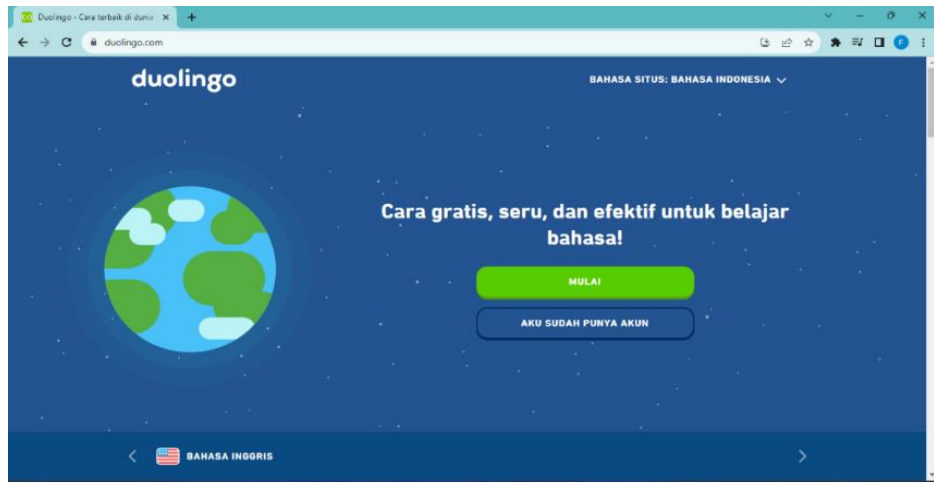 Duolingo - Cara terbaik di dunia
duolingo.com
F
duolingo
BAHASA SITUS: BAHASA INDONESIA
Cara gratis, seru, dan efektif untuk belajar
bahasa!
MULAI
AKU SUDAH PUNYA AKUN
BAHASA INGGRIS